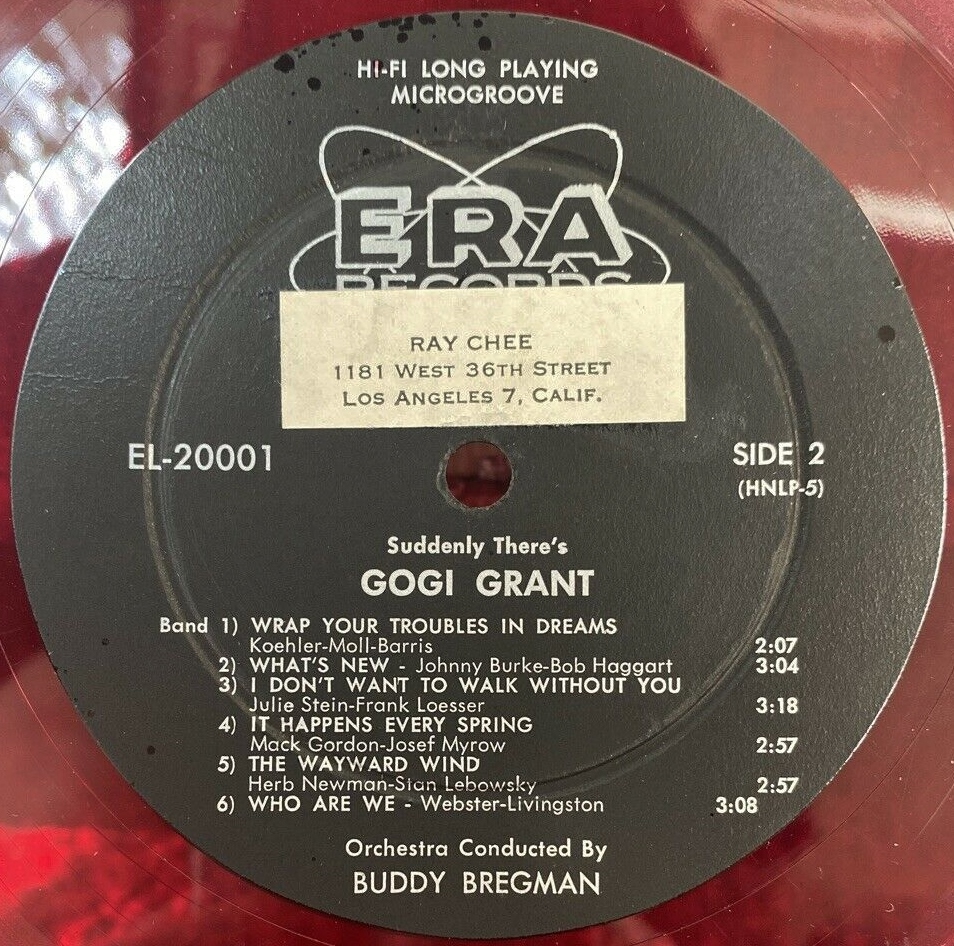 HI-FI LONG PLAYING
MICROGROOVE
ERA
RECORDS
RAY CHEE
1181 WEST 36TH STREET
LOS ANGELES 7, CALIF.
EL-20001
SIDE 2
(HNLP-5)
Suddenly There's
GOGI GRANT
Band 1) WRAP YOUR TROUBLES IN DREAMS
Koehler-Moll-Barris 2:07
2) WHAT'S NEW - Johnny Burke-Bob Haggart 3:04
3) I DON'T WANT TO WALK WITHOUT YOU
Julie Stein-Frank Loesser 3:18
4) IT HAPPENS EVERY SPRING
Mack Gordon-Josef Myrow 2:57
5) THE WAYWARD WIND
Herb Newman-Stan Lebowsky 2:57
6) WHO ARE WE - Webster-Livingston 3:08
Orchestra Conducted By
BUDDY BREGMAN